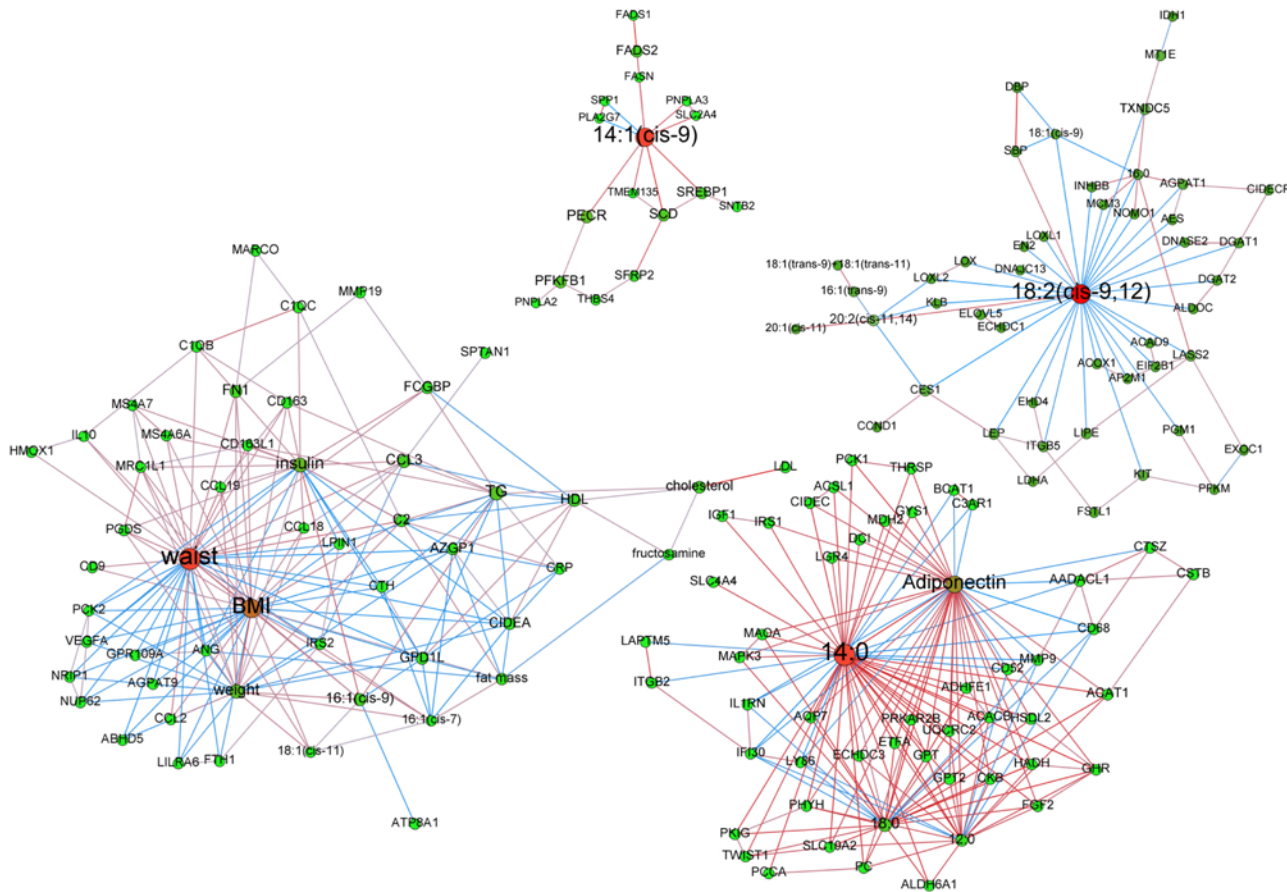 FADS1
FADS2
FASN
SPP1
PNPLA3
PLA2G7
SLC2A4
14:1(cis-9)
TMEM135
SREBP1
SNTB2
SCD
PECR
SFRP2
PFKFB1
PNPLA2
THBS4
IDH1
MT1E
DBP
TXNDC5
18:1(cis-9)
SBP
16:0
INHBB
AGPAT1
CIDECP
MCM3
NOMO1
AES
LOXL1
EN2
DNASE2
DGAT1
18:1(trans-9)+18:1(trans-11)
LOX
DNAJC13
LOXL2
DGAT2
16:1(trans-9)
18:2(cis-9,12)
KLB
ELOVL5
ALDOC
20:2(cis-11,14)
20:1(cis-11)
ECHDC1
ACAD9
LASS2
ACOX1
EIF2B1
AP2M1
CES1
EHD4
CCND1
LEP
ITGB5
LIPE
PGM1
EXOC1
LDHA
KIT
PFKM
FSTL1
MARCO
MMP19
C1QC
C1QB
SPTAN1
FN1
FCGBP
MS4A7
CD163
IL10
MS4A6A
CD163L1
HMOX1
MRC1L1
insulin
CCL3
CCL19
TG
HDL
cholesterol
LDL
PGDS
CCL18
C2
LPIN1
AZGP1
fructosamine
waist
CD9
CTH
CRP
BMI
PCK2
CIDEA
VEGFA
ANG
IRS2
GPR109A
GPD1L
NRIP1
AGPAT9
weight
fat mass
NUP62
16:1(cis-9)
CCL2
16:1(cis-7)
ABHD5
18:1(cis-11)
LILRA6
FTH1
ATP8A1
PCK1
THRSP
ACSL1
BCAT1
CIDEC
C3AR1
IGF1
IRS1
GYS1
MDH2
DCI
CTSZ
LGR4
SLC4A4
Adiponectin
AADACL1
CSTB
MAOA
CD68
LAPTM5
14:0
MAPK3
MMP9
CD52
ITGB2
ADHFE1
ACAT1
IL1RN
ACP7
PRKAR2B
ACACB
HSDL2
UQCRC2
IFI30
ETFA
LY86
ECHDC3
GPT
HADH
GHR
GPT2
CKB
PHYH
FGF2
18:0
PKIG
12:0
SLC19A2
TWIST1
PCCA
PC
ALDH6A1